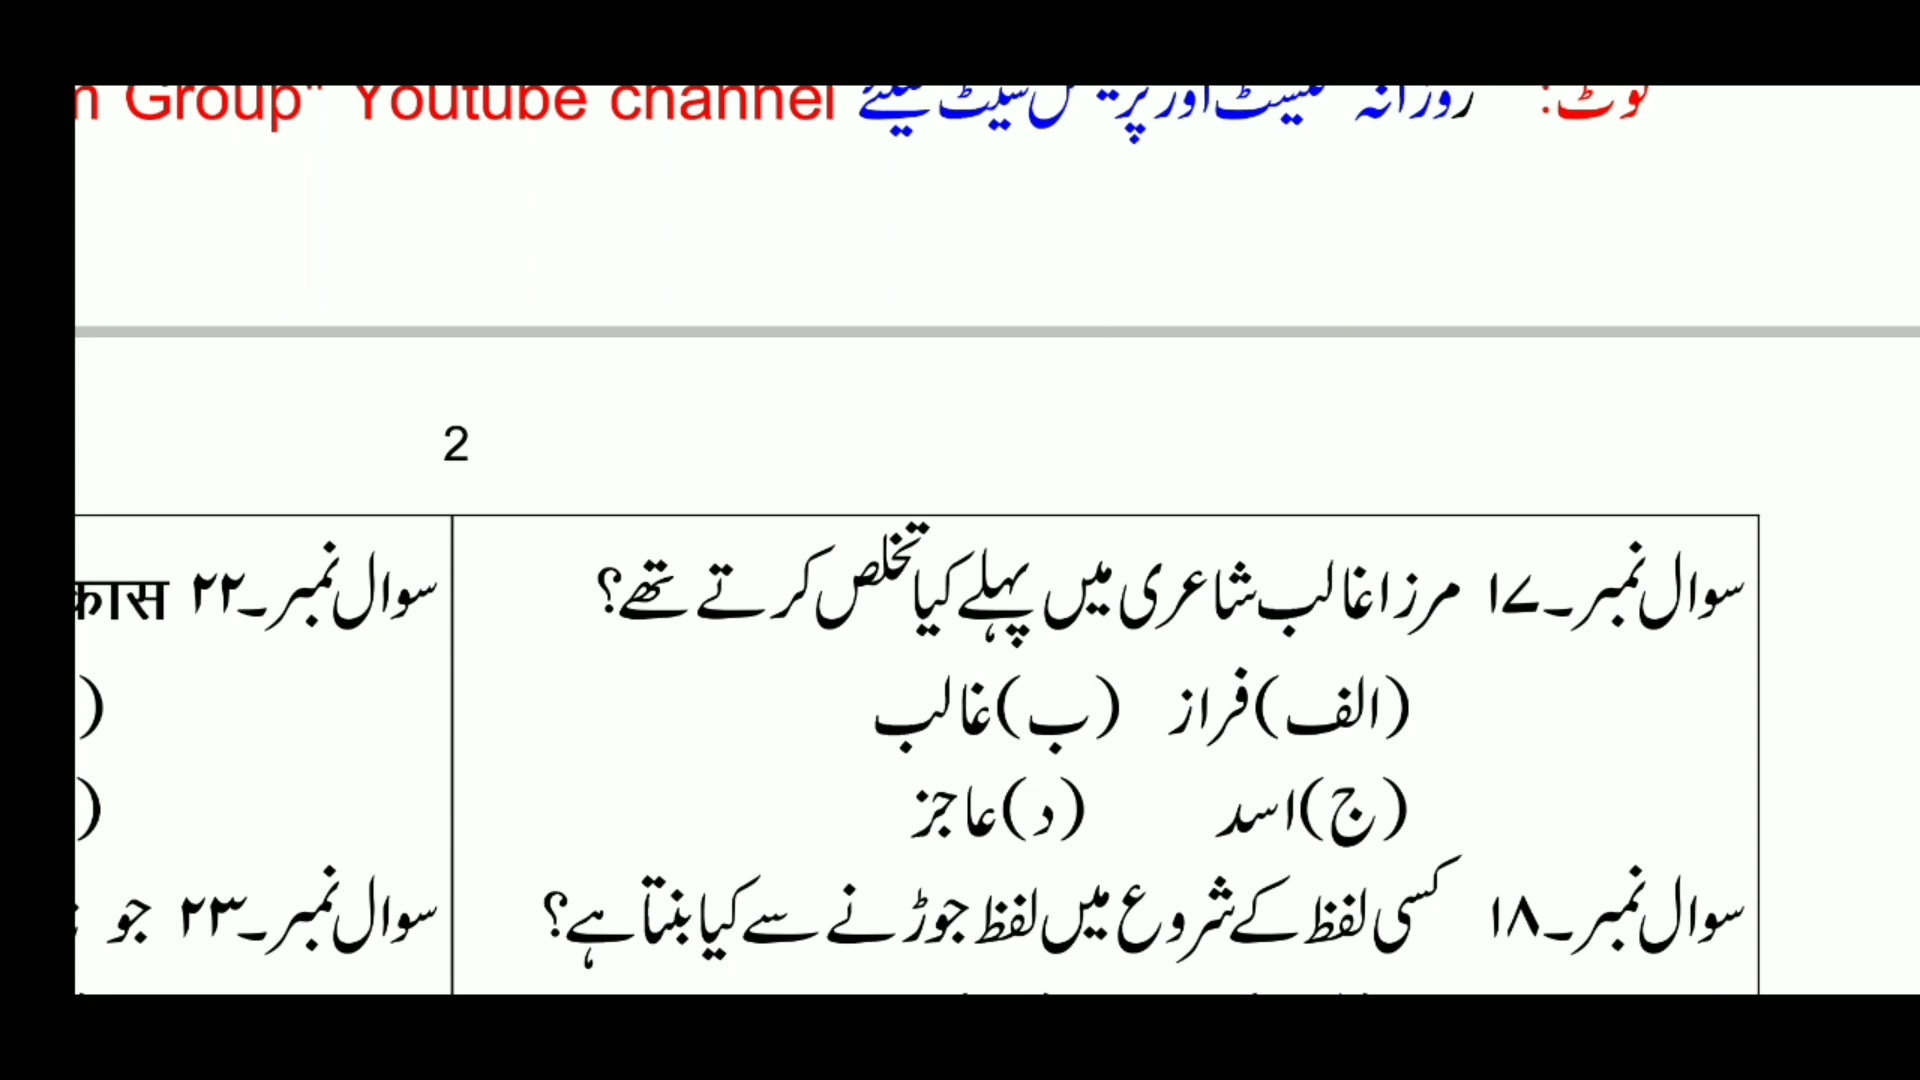 نوٹ: روزانہ ٹیسٹ اور پریکٹس سیٹ کیلئے Group" Youtube channel
2
سوال نمبر۔۱۷ مرزا غالب شاعری میں پہلے کیا تخلص کرتے تھے؟
(الف) فراز (ب) غالب
(ج) اسد (د) عاجز
سوال نمبر۔۱۸ کسی لفظ کے شروع میں لفظ جوڑنے سے کیا بنتا ہے؟
سوال نمبر۔۲۲
)
)
سوال نمبر۔۲۳ جو